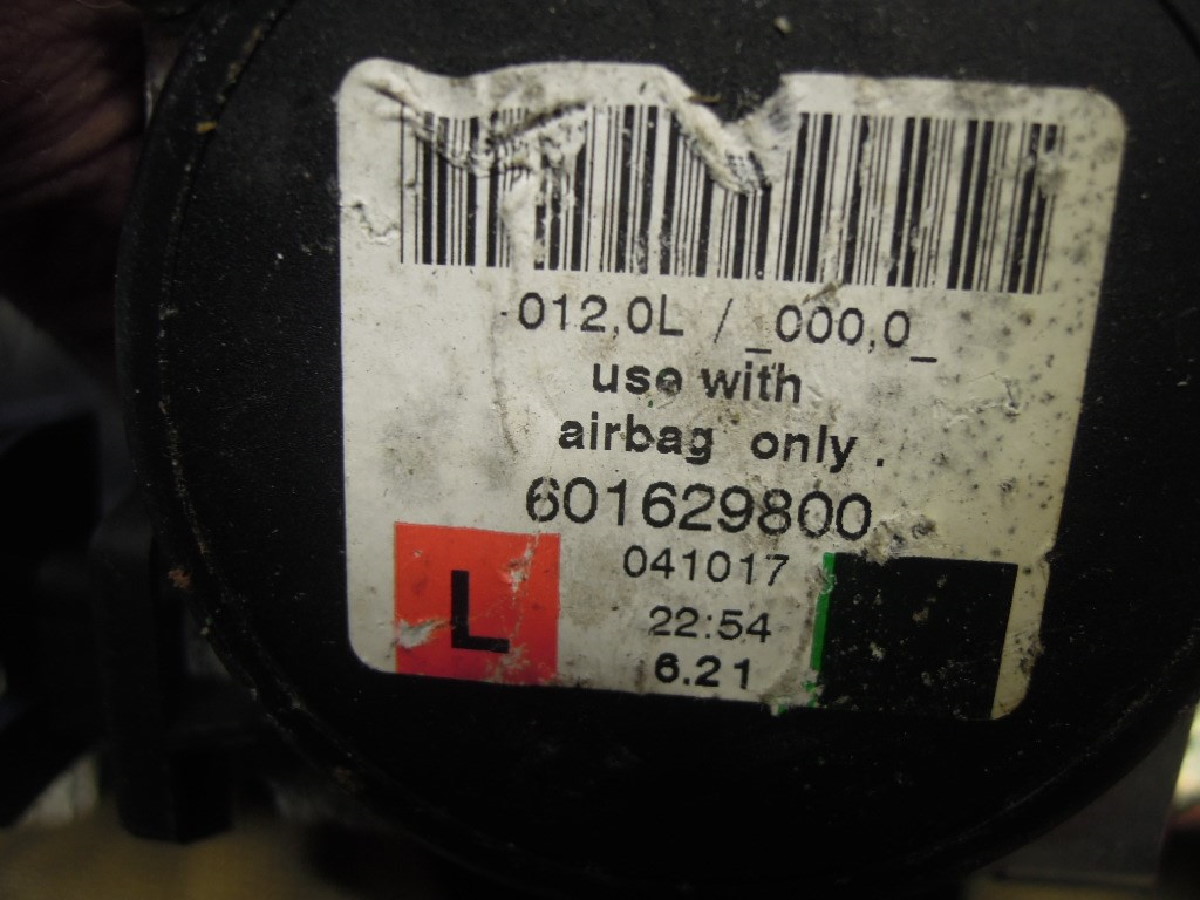 012,0L / _000,0_
use with
airbag only.
601629800
041017
L
22:54
6.21